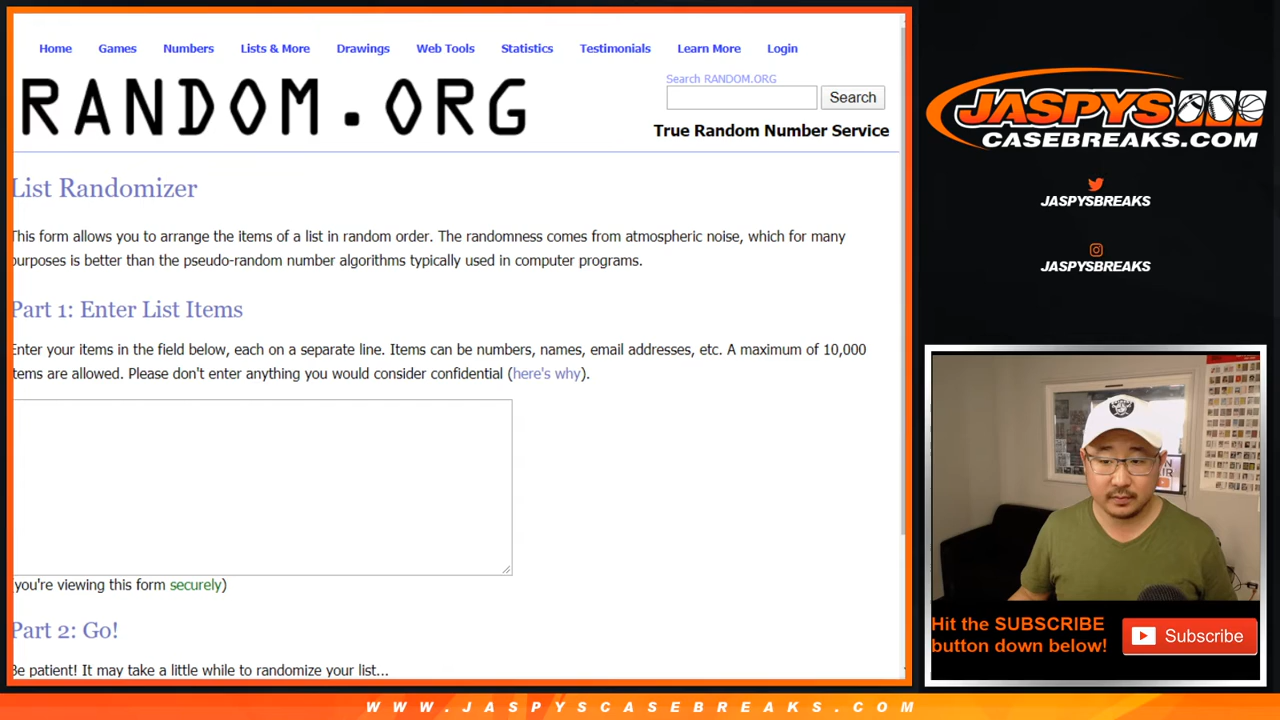 Home Games Numbers Lists & More Drawings Web Tools Statistics Testimonials Learn More Login
RANDOM.ORG
Search RANDOM.ORG
Search
True Random Number Service
List Randomizer
This form allows you to arrange the items of a list in random order. The randomness comes from atmospheric noise, which for many
purposes is better than the pseudo-random number algorithms typically used in computer programs.
Part 1: Enter List Items
Enter your items in the field below, each on a separate line. Items can be numbers, names, email addresses, etc. A maximum of 10,000
items are allowed. Please don't enter anything you would consider confidential (here's why).
(you're viewing this form securely)
Part 2: Go!
Be patient! It may take a little while to randomize your list...
JASPYS
CASEBREAKS.COM
JASPYSBREAKS
JASPYSBREAKS
Hit the SUBSCRIBE
button down below!
Subscribe
WWW.JASPYSCASEBREAKS.COM